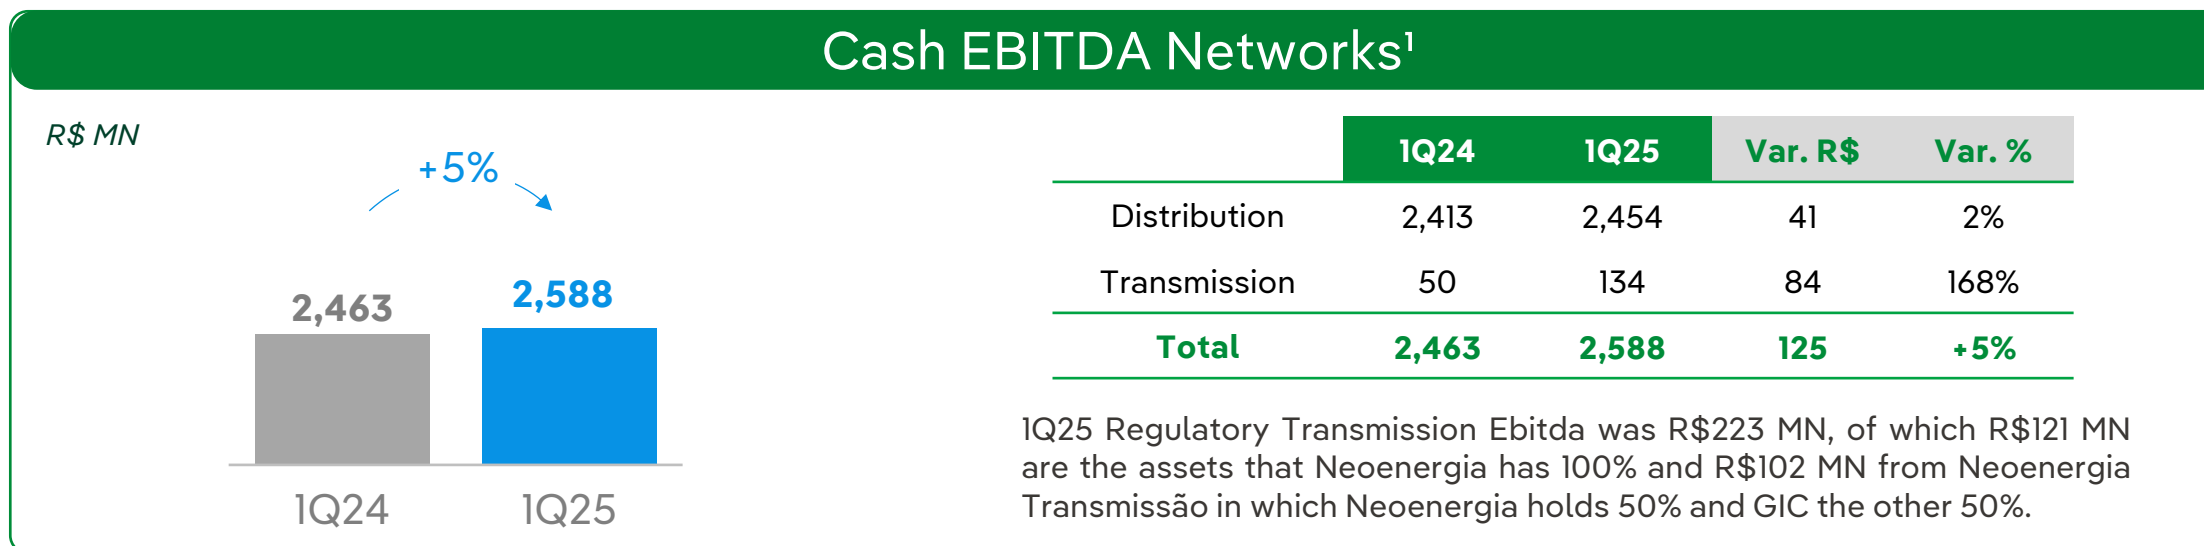 Cash EBITDA Networks¹
R$ MN
+5%
2,463
2,588
1Q24
1Q25
1Q24 1Q25 Var. R$ Var. %
Distribution 2,413 2,454 41 2%
Transmission 50 134 84 168%
Total 2,463 2,588 125 +5%
1Q25 Regulatory Transmission Ebitda was R$223 MN, of which R$121 MN
are the assets that Neoenergia has 100% and R$102 MN from Neoenergia
Transmissão in which Neoenergia holds 50% and GIC the other 50%.